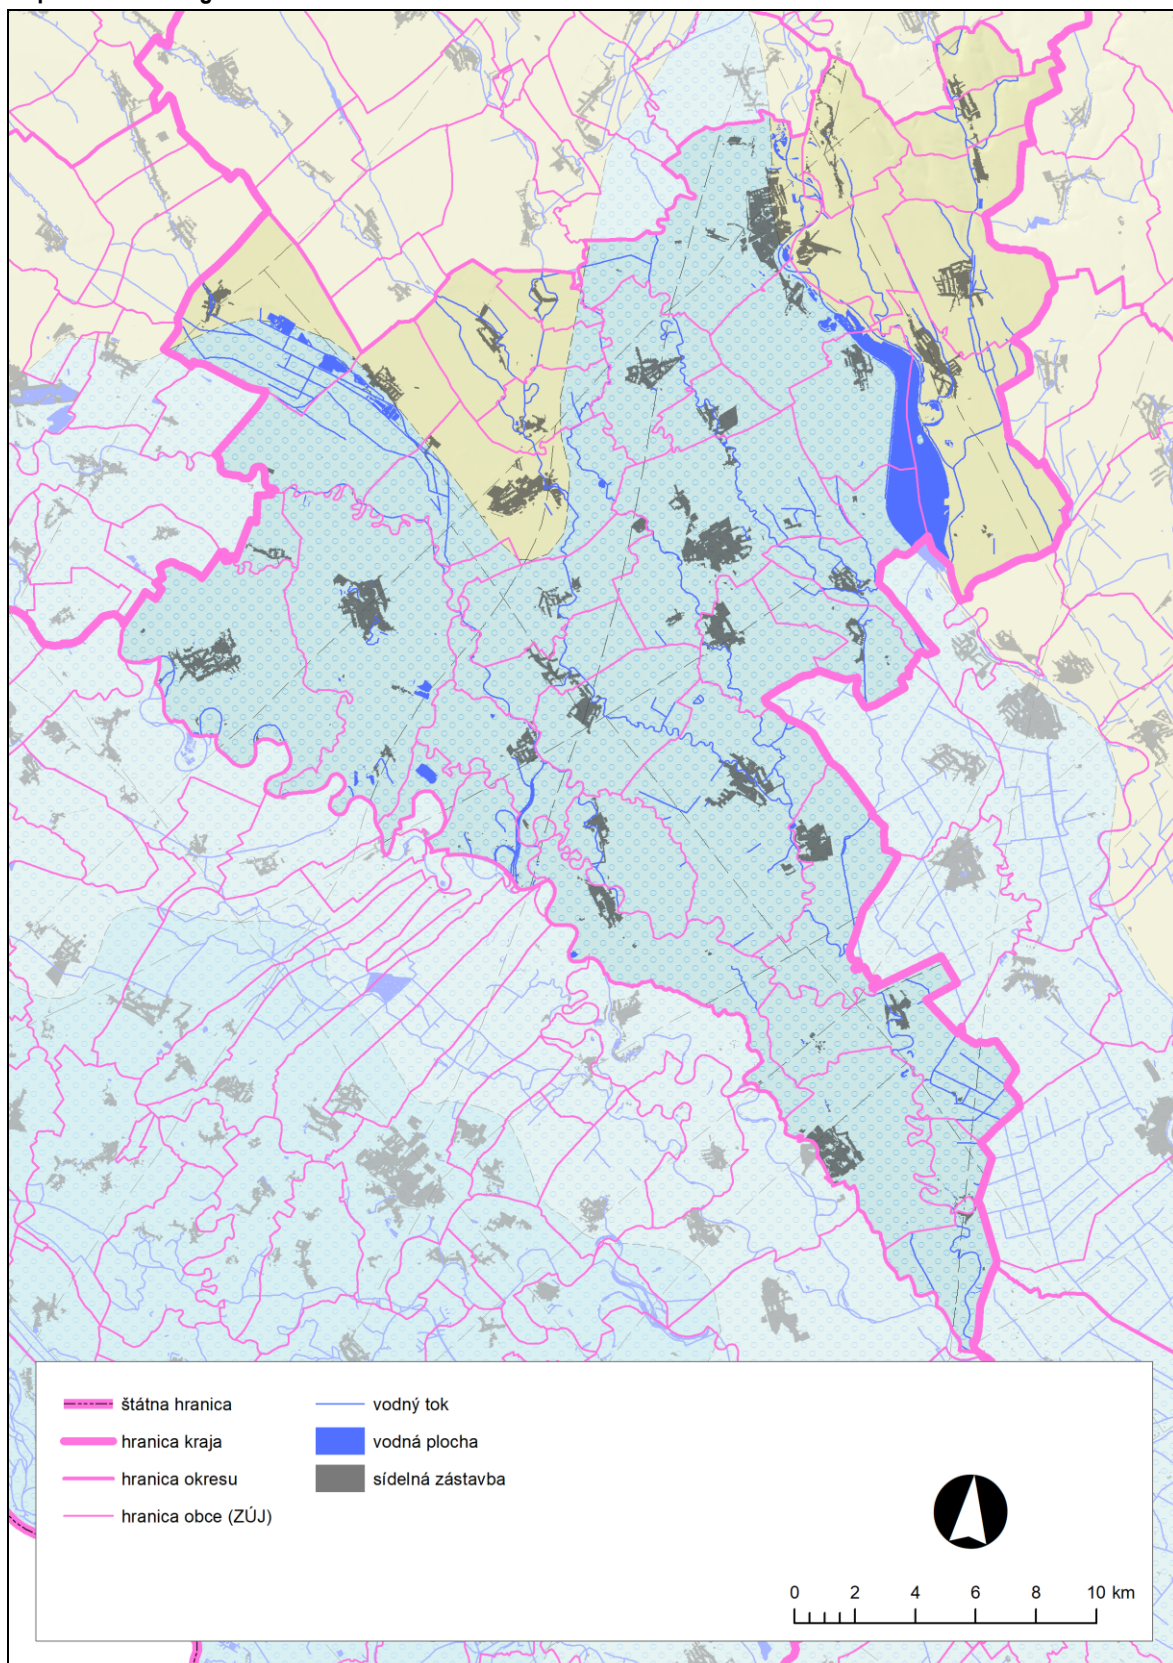 štátna hranica
hranica kraja
hranica okresu
hranica obce (ZÚJ)
vodný tok
vodná plocha
sídelná zástavba
0 2 4 6 8 10 km